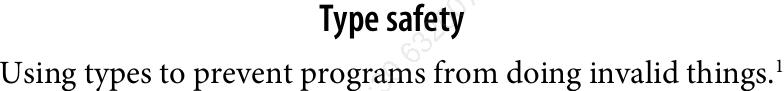 Type safety
Using types to prevent programs from doing invalid things.¹